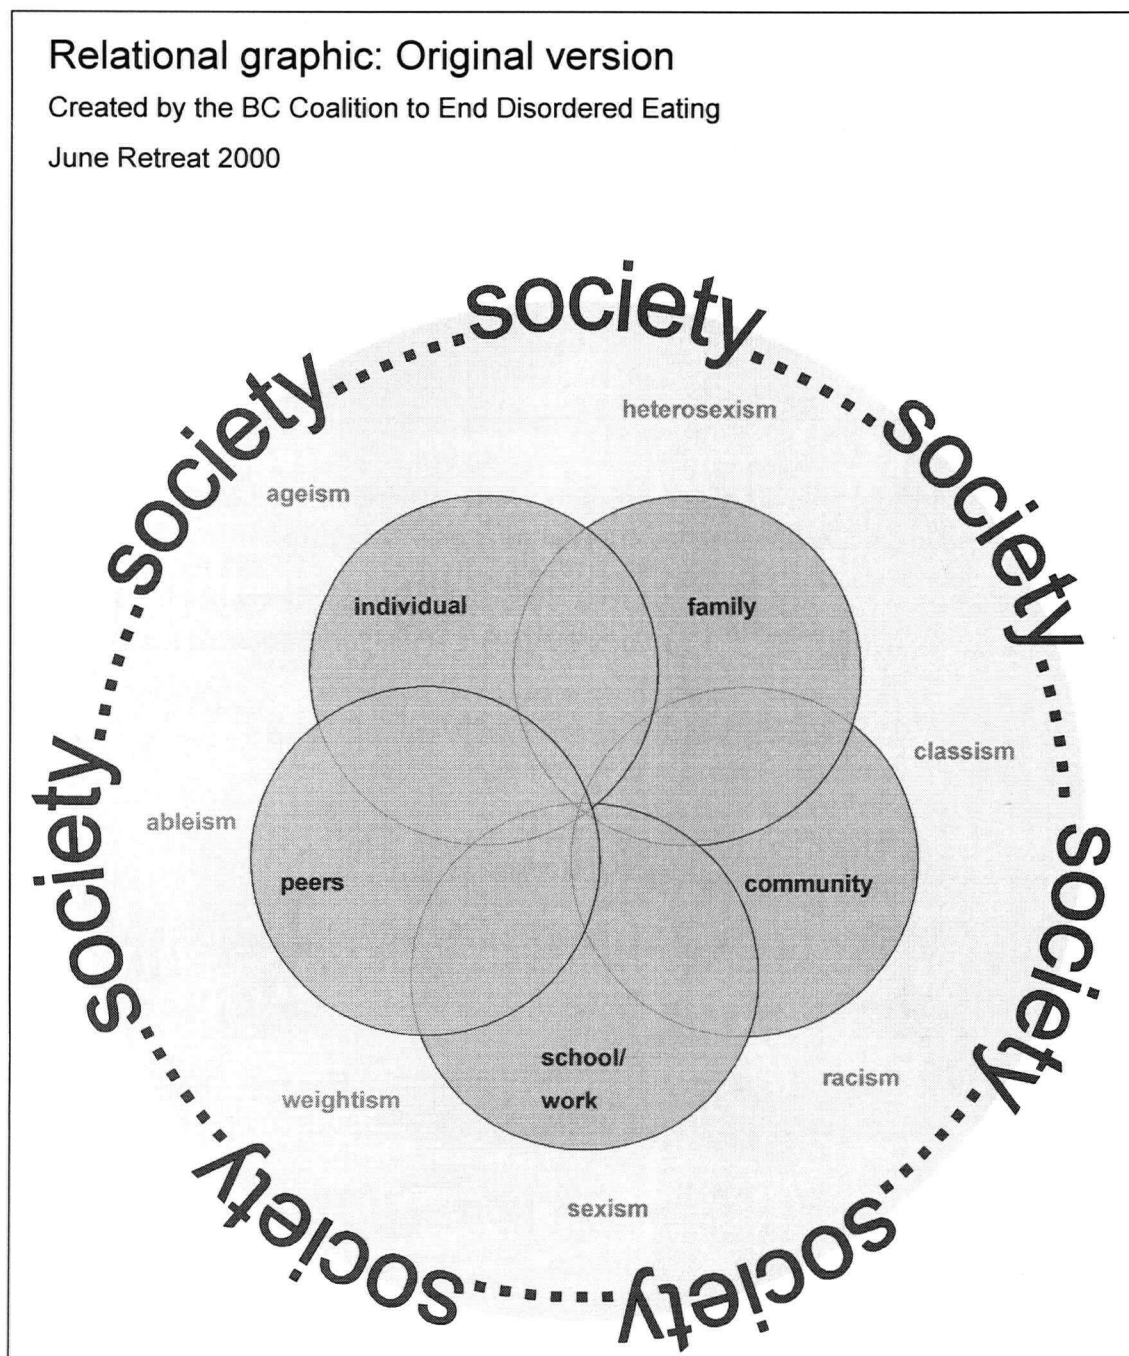 Relational graphic: Original version
Created by the BC Coalition to End Disordered Eating
June Retreat 2000
society......society......society......society......society......society......society......society......
heterosexism
ageism
individual
family
classism
ableism
peers
community
school/
work
racism
weightism
sexism